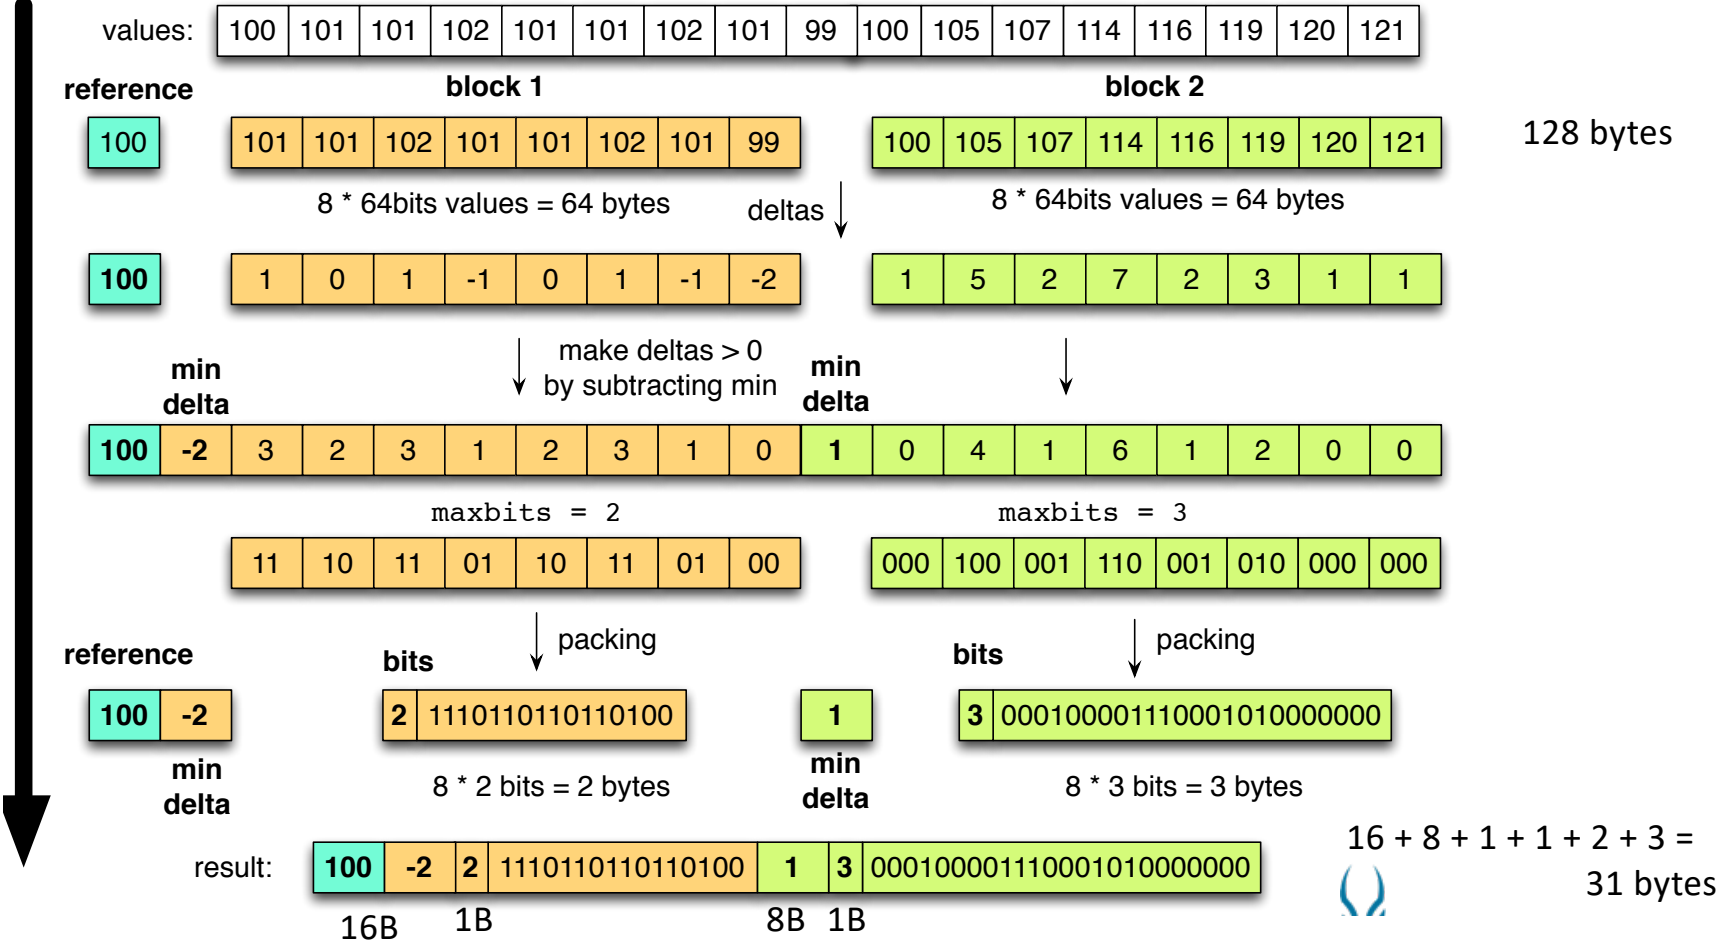 values: 100 101 101 102 101 101 102 101 99 100 105 107 114 116 119 120 121
reference block 1 block 2
100 101 101 102 101 101 102 101 99 100 105 107 114 116 119 120 121 128 bytes
8 * 64bits values = 64 bytes deltas 8 * 64bits values = 64 bytes
100 1 0 1 -1 0 1 -1 -2 1 5 2 7 2 3 1 1
make deltas > 0
by subtracting min
min
delta
min
delta
100 -2 3 2 3 1 2 3 1 0 1 0 4 1 6 1 2 0 0
maxbits = 2 maxbits = 3
11 10 11 01 10 11 01 00 000 100 001 110 001 010 000 000
packing packing
reference bits bits
100 -2 2 1110110110110100 1 3 000100001110001010000000
min
delta
8 * 2 bits = 2 bytes
min
delta
8 * 3 bits = 3 bytes
16 + 8 + 1 + 1 + 2 + 3 =
31 bytes
result: 100 -2 2 1110110110110100 1 3 000100001110001010000000
16B 1B 8B 1B